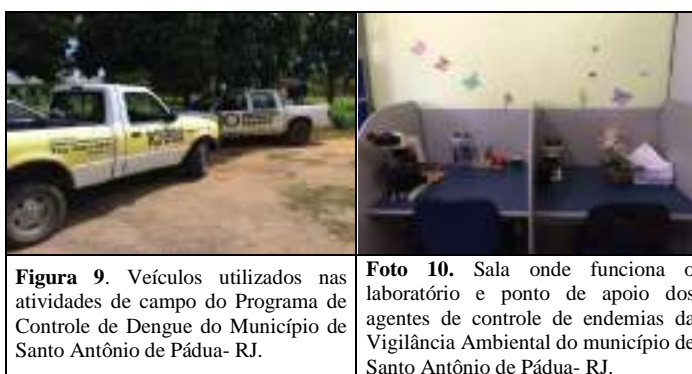 Figura 9. Veículos utilizados nas
atividades de campo do Programa de
Controle de Dengue do Município de
Santo Antônio de Pádua- RJ.
Foto 10. Sala onde funciona o
laboratório e ponto de apoio dos
agentes de controle de endemias da
Vigilância Ambiental do município de
Santo Antônio de Pádua- RJ.